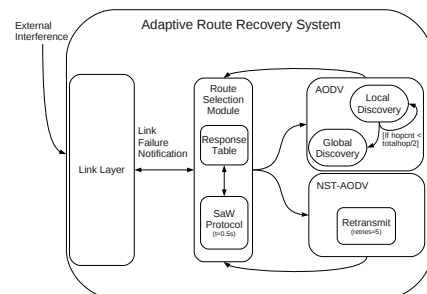 Adaptive Route Recovery System
External
Interference
Link Layer
Link
Failure
Notification
Route
Selection
Module
Response
Table
SaW
Protocol
(t=0.5s)
AODV
Local
Discovery
[If hopcnt <
totalhop/2]
Global
Discovery
NST-AODV
Retransmit
(retries=5)